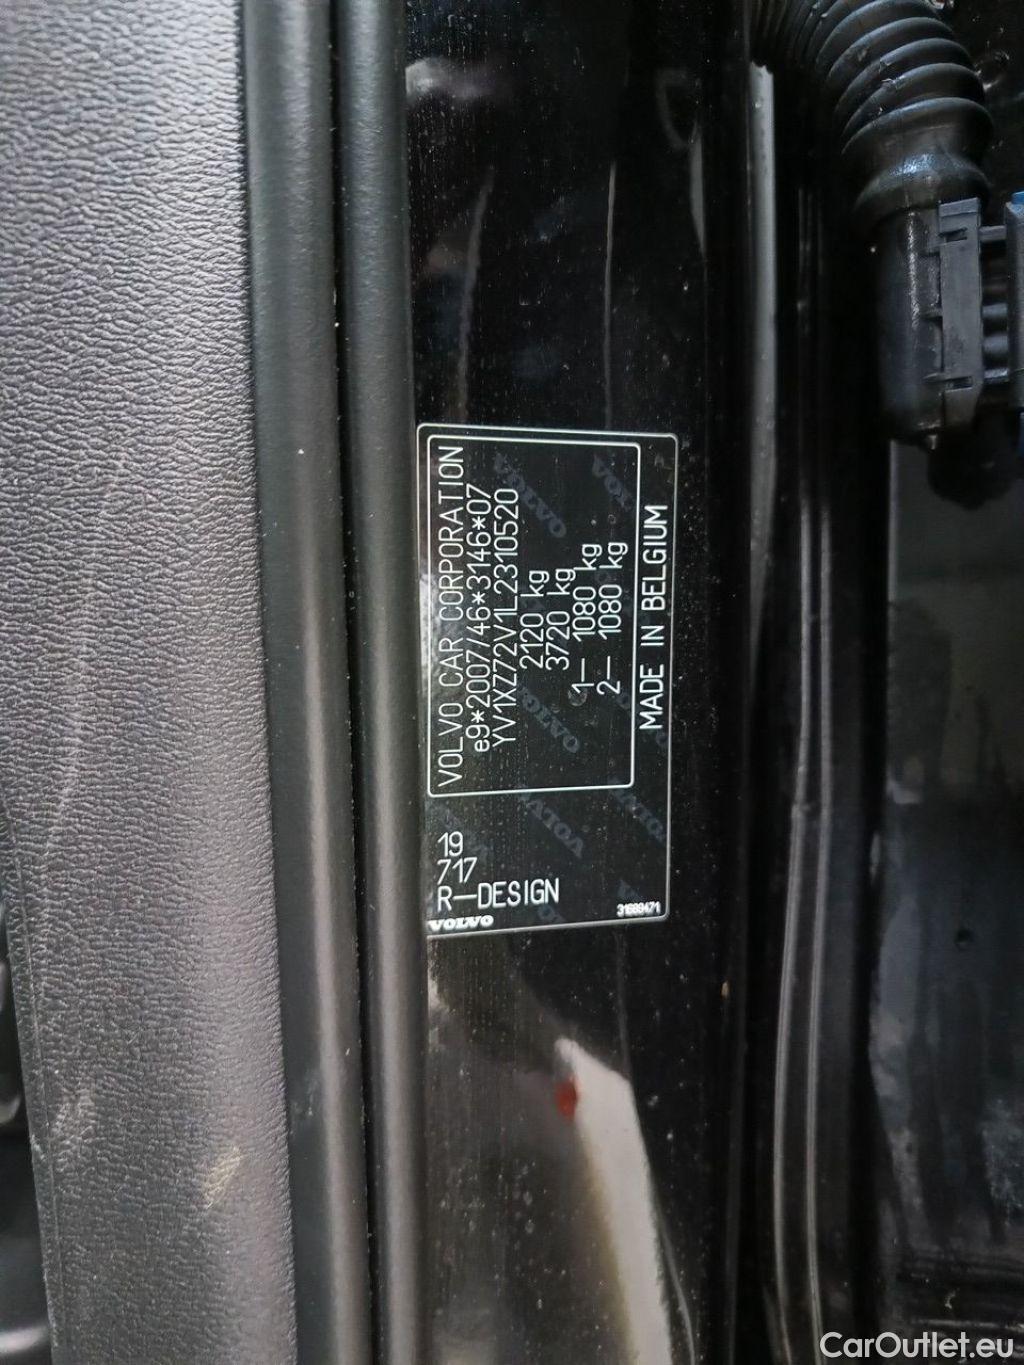 VOLVO CAR CORPORATION
e9*2007/46*3146*07
YV1XZ72V1L2310520
2120 kg
3720 kg
1— 1080 kg
2— 1080 kg
MADE IN BELGIUM
19
717
R—DESIGN
VOLVO
31689471
CarOutlet.eu